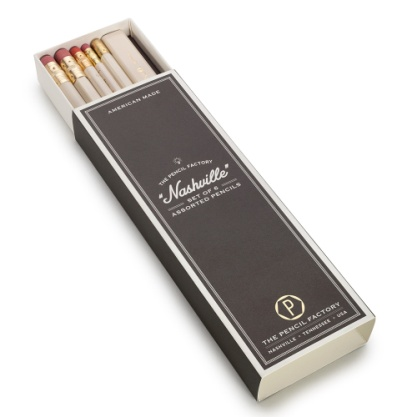 AMERICAN MADE
THE PENCIL FACTORY
"Nashville"
SET OF 6
ASSORTED PENCILS
P
THE PENCIL FACTORY
NASHVILLE • TENNESSEE • USA